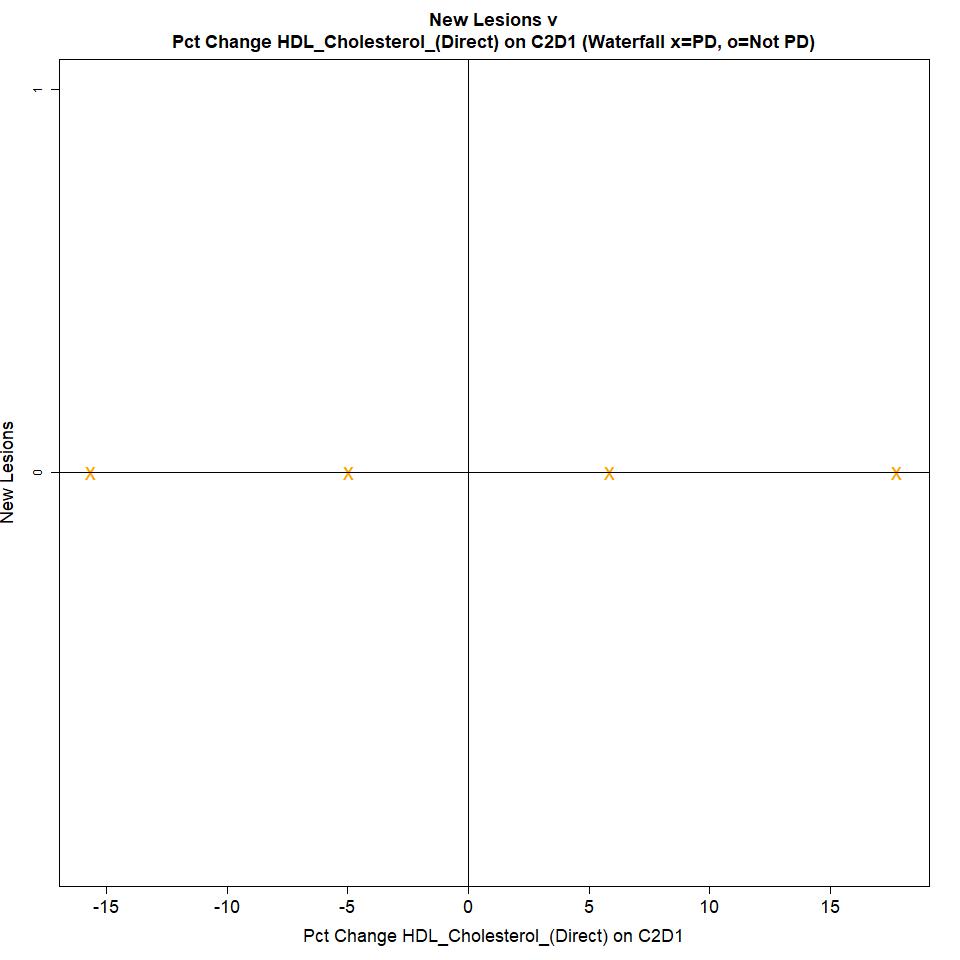 New Lesions v
Pct Change HDL_Cholesterol_(Direct) on C2D1 (Waterfall x=PD, o=Not PD)
1
New Lesions
0
X X X X
-15 -10 -5 0 5 10 15
Pct Change HDL_Cholesterol_(Direct) on C2D1